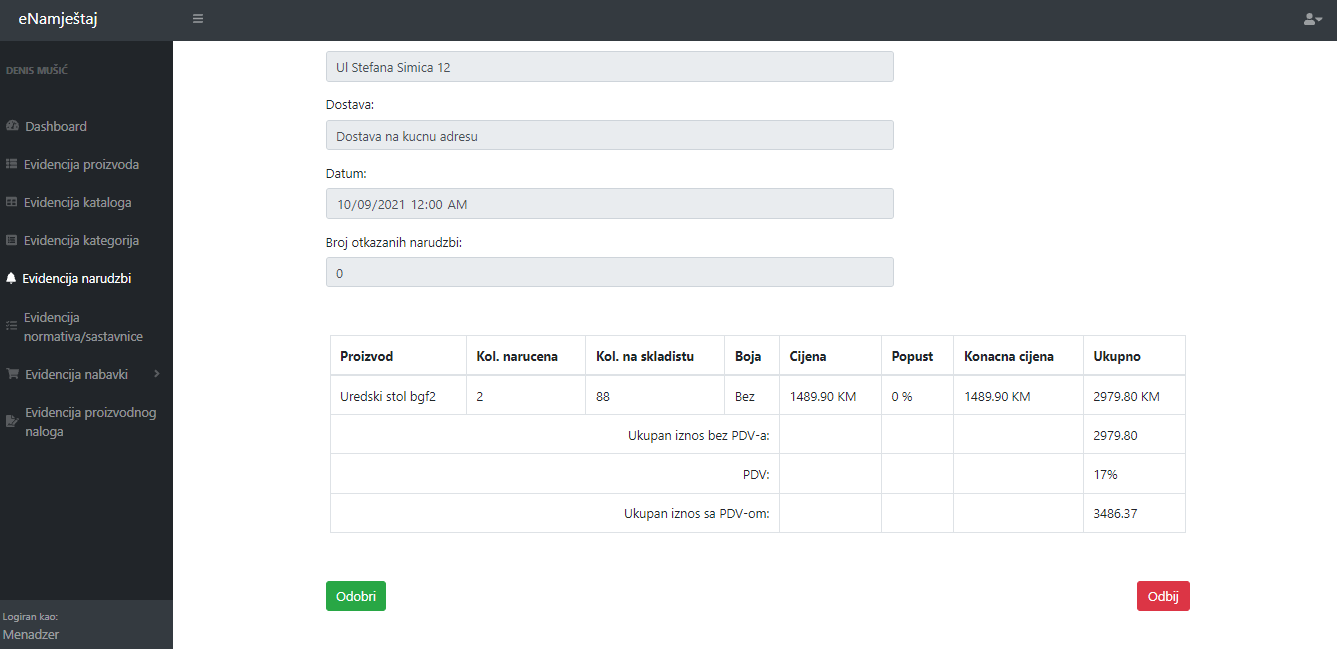 eNamještaj
DENIS MUŠIĆ
Dashboard
Evidencija proizvoda
Evidencija kataloga
Evidencija kategorija
Evidencija narudzbi
Evidencija
normativa/sastavnice
Evidencija nabavki
Evidencija proizvodnog
naloga
Logiran kao:
Menadzer
Ul Stefana Simica 12
Dostava:
Dostava na kucnu adresu
Datum:
10/09/2021 12:00 AM
Broj otkazanih narudzbi:
0
Proizvod Kol. narucena Kol. na skladistu Boja Cijena Popust Konacna cijena Ukupno
Uredski stol bgf2 2 88 Bez 1489.90 KM 0 % 1489.90 KM 2979.80 KM
Ukupan iznos bez PDV-a: 2979.80
PDV: 17%
Ukupan iznos sa PDV-om: 3486.37
Odobri Odbij